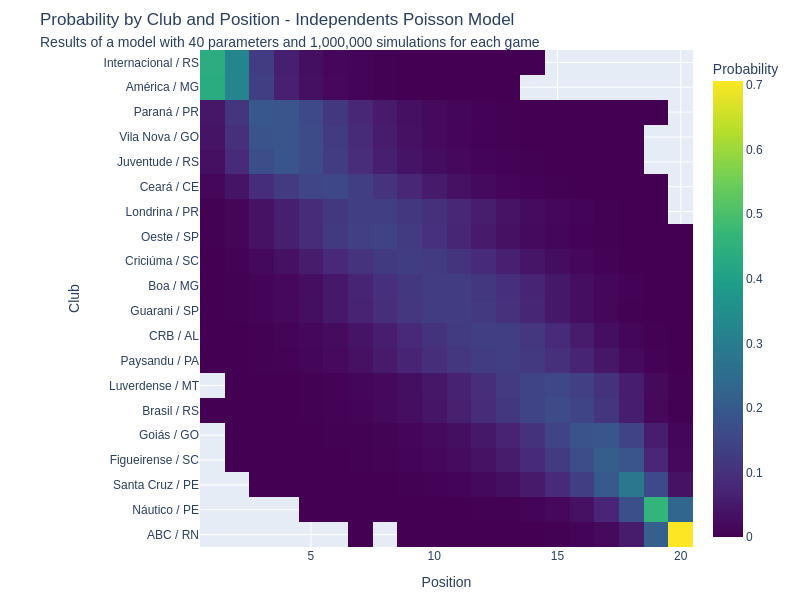 Probability by Club and Position - Independents Poisson Model
Results of a model with 40 parameters and 1,000,000 simulations for each game
Probability
Internacional / RS
América / MG
Paraná / PR
Vila Nova / GO
Juventude / RS
Ceará / CE
Londrina / PR
Oeste / SP
Criciúma / SC
Boa / MG
Guarani / SP
CRB / AL
Paysandu / PA
Luverdense / MT
Brasil / RS
Goiás / GO
Figueirense / SC
Santa Cruz / PE
Náutico / PE
ABC / RN
Club
5
10
15
20
Position
0.7
0.6
0.5
0.4
0.3
0.2
0.1
0